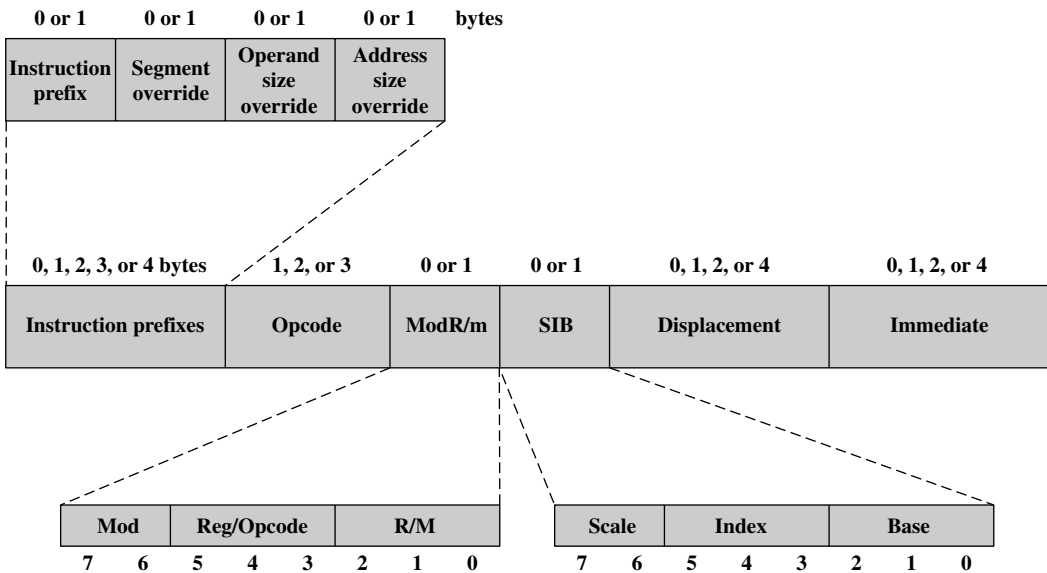 0 or 1 0 or 1 0 or 1 0 or 1 bytes
Instruction prefix
Segment override
Operand size override
Address size override
0, 1, 2, 3, or 4 bytes 1, 2, or 3 0 or 1 0 or 1 0, 1, 2, or 4 0, 1, 2, or 4
Instruction prefixes Opcode ModR/m SIB Displacement Immediate
Mod Reg/Opcode R/M Scale Index Base
7 6 5 4 3 2 1 0 7 6 5 4 3 2 1 0